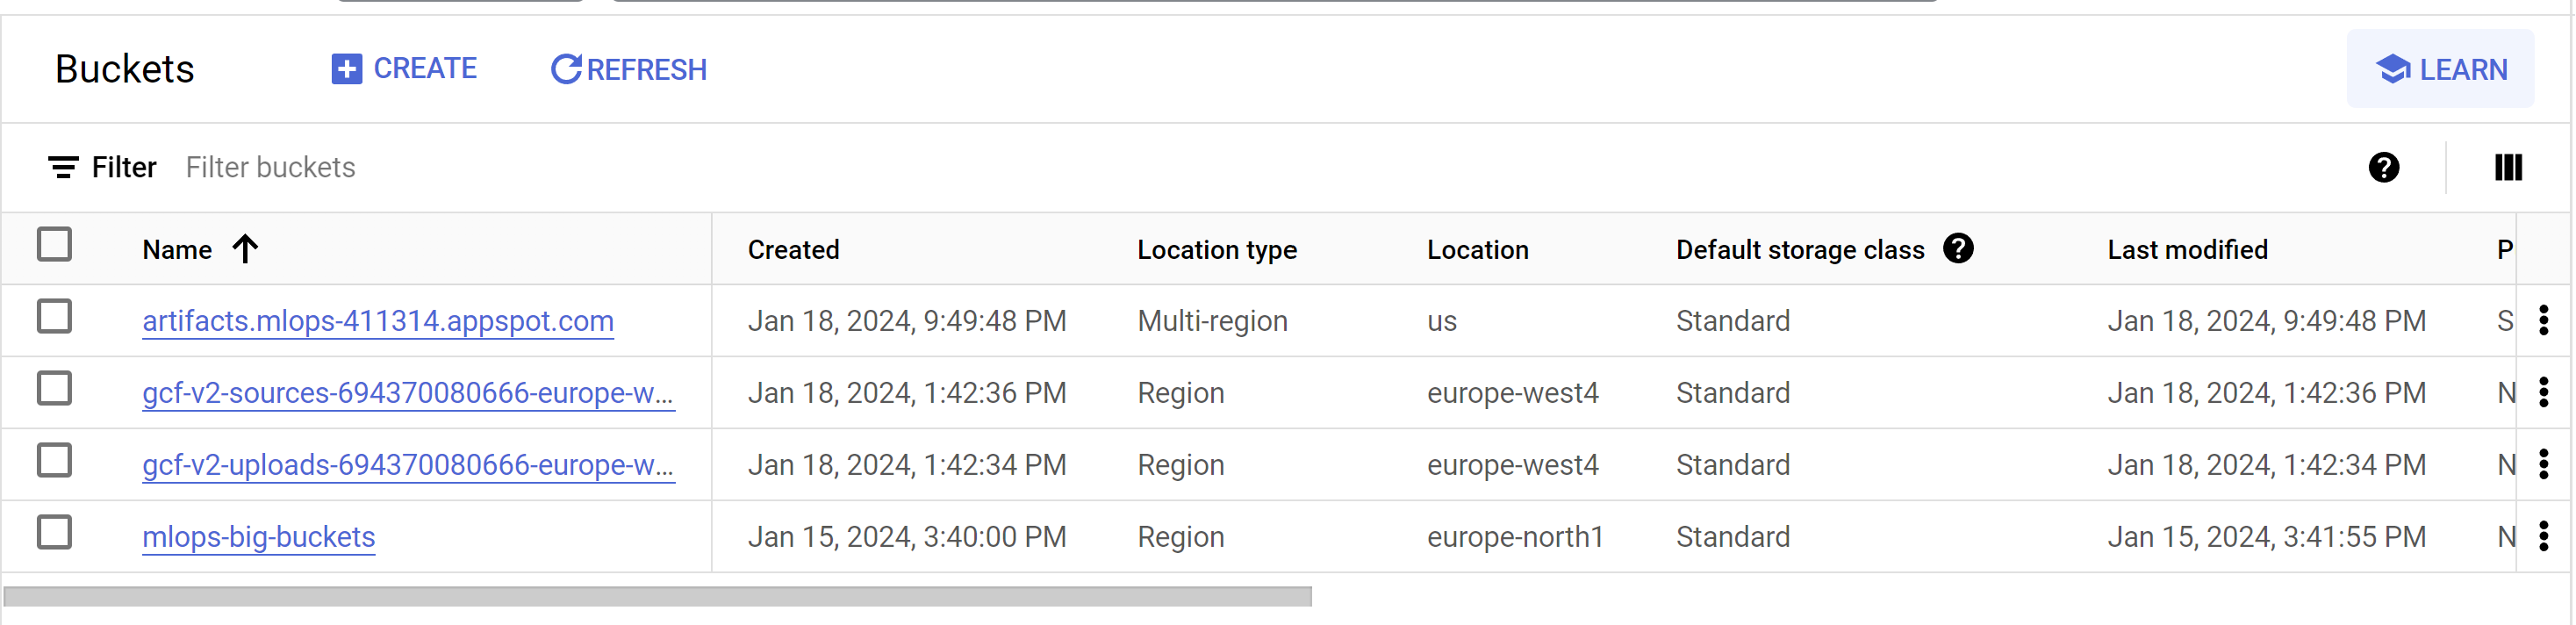 Buckets CREATE REFRESH LEARN
Filter Filter buckets
Name Created Location type Location Default storage class Last modified P
artifacts.mlops-411314.appspot.com Jan 18, 2024, 9:49:48 PM Multi-region us Standard Jan 18, 2024, 9:49:48 PM S
gcf-v2-sources-694370080666-europe-w... Jan 18, 2024, 1:42:36 PM Region europe-west4 Standard Jan 18, 2024, 1:42:36 PM N
gcf-v2-uploads-694370080666-europe-w... Jan 18, 2024, 1:42:34 PM Region europe-west4 Standard Jan 18, 2024, 1:42:34 PM N
mlops-big-buckets Jan 15, 2024, 3:40:00 PM Region europe-north1 Standard Jan 15, 2024, 3:41:55 PM N